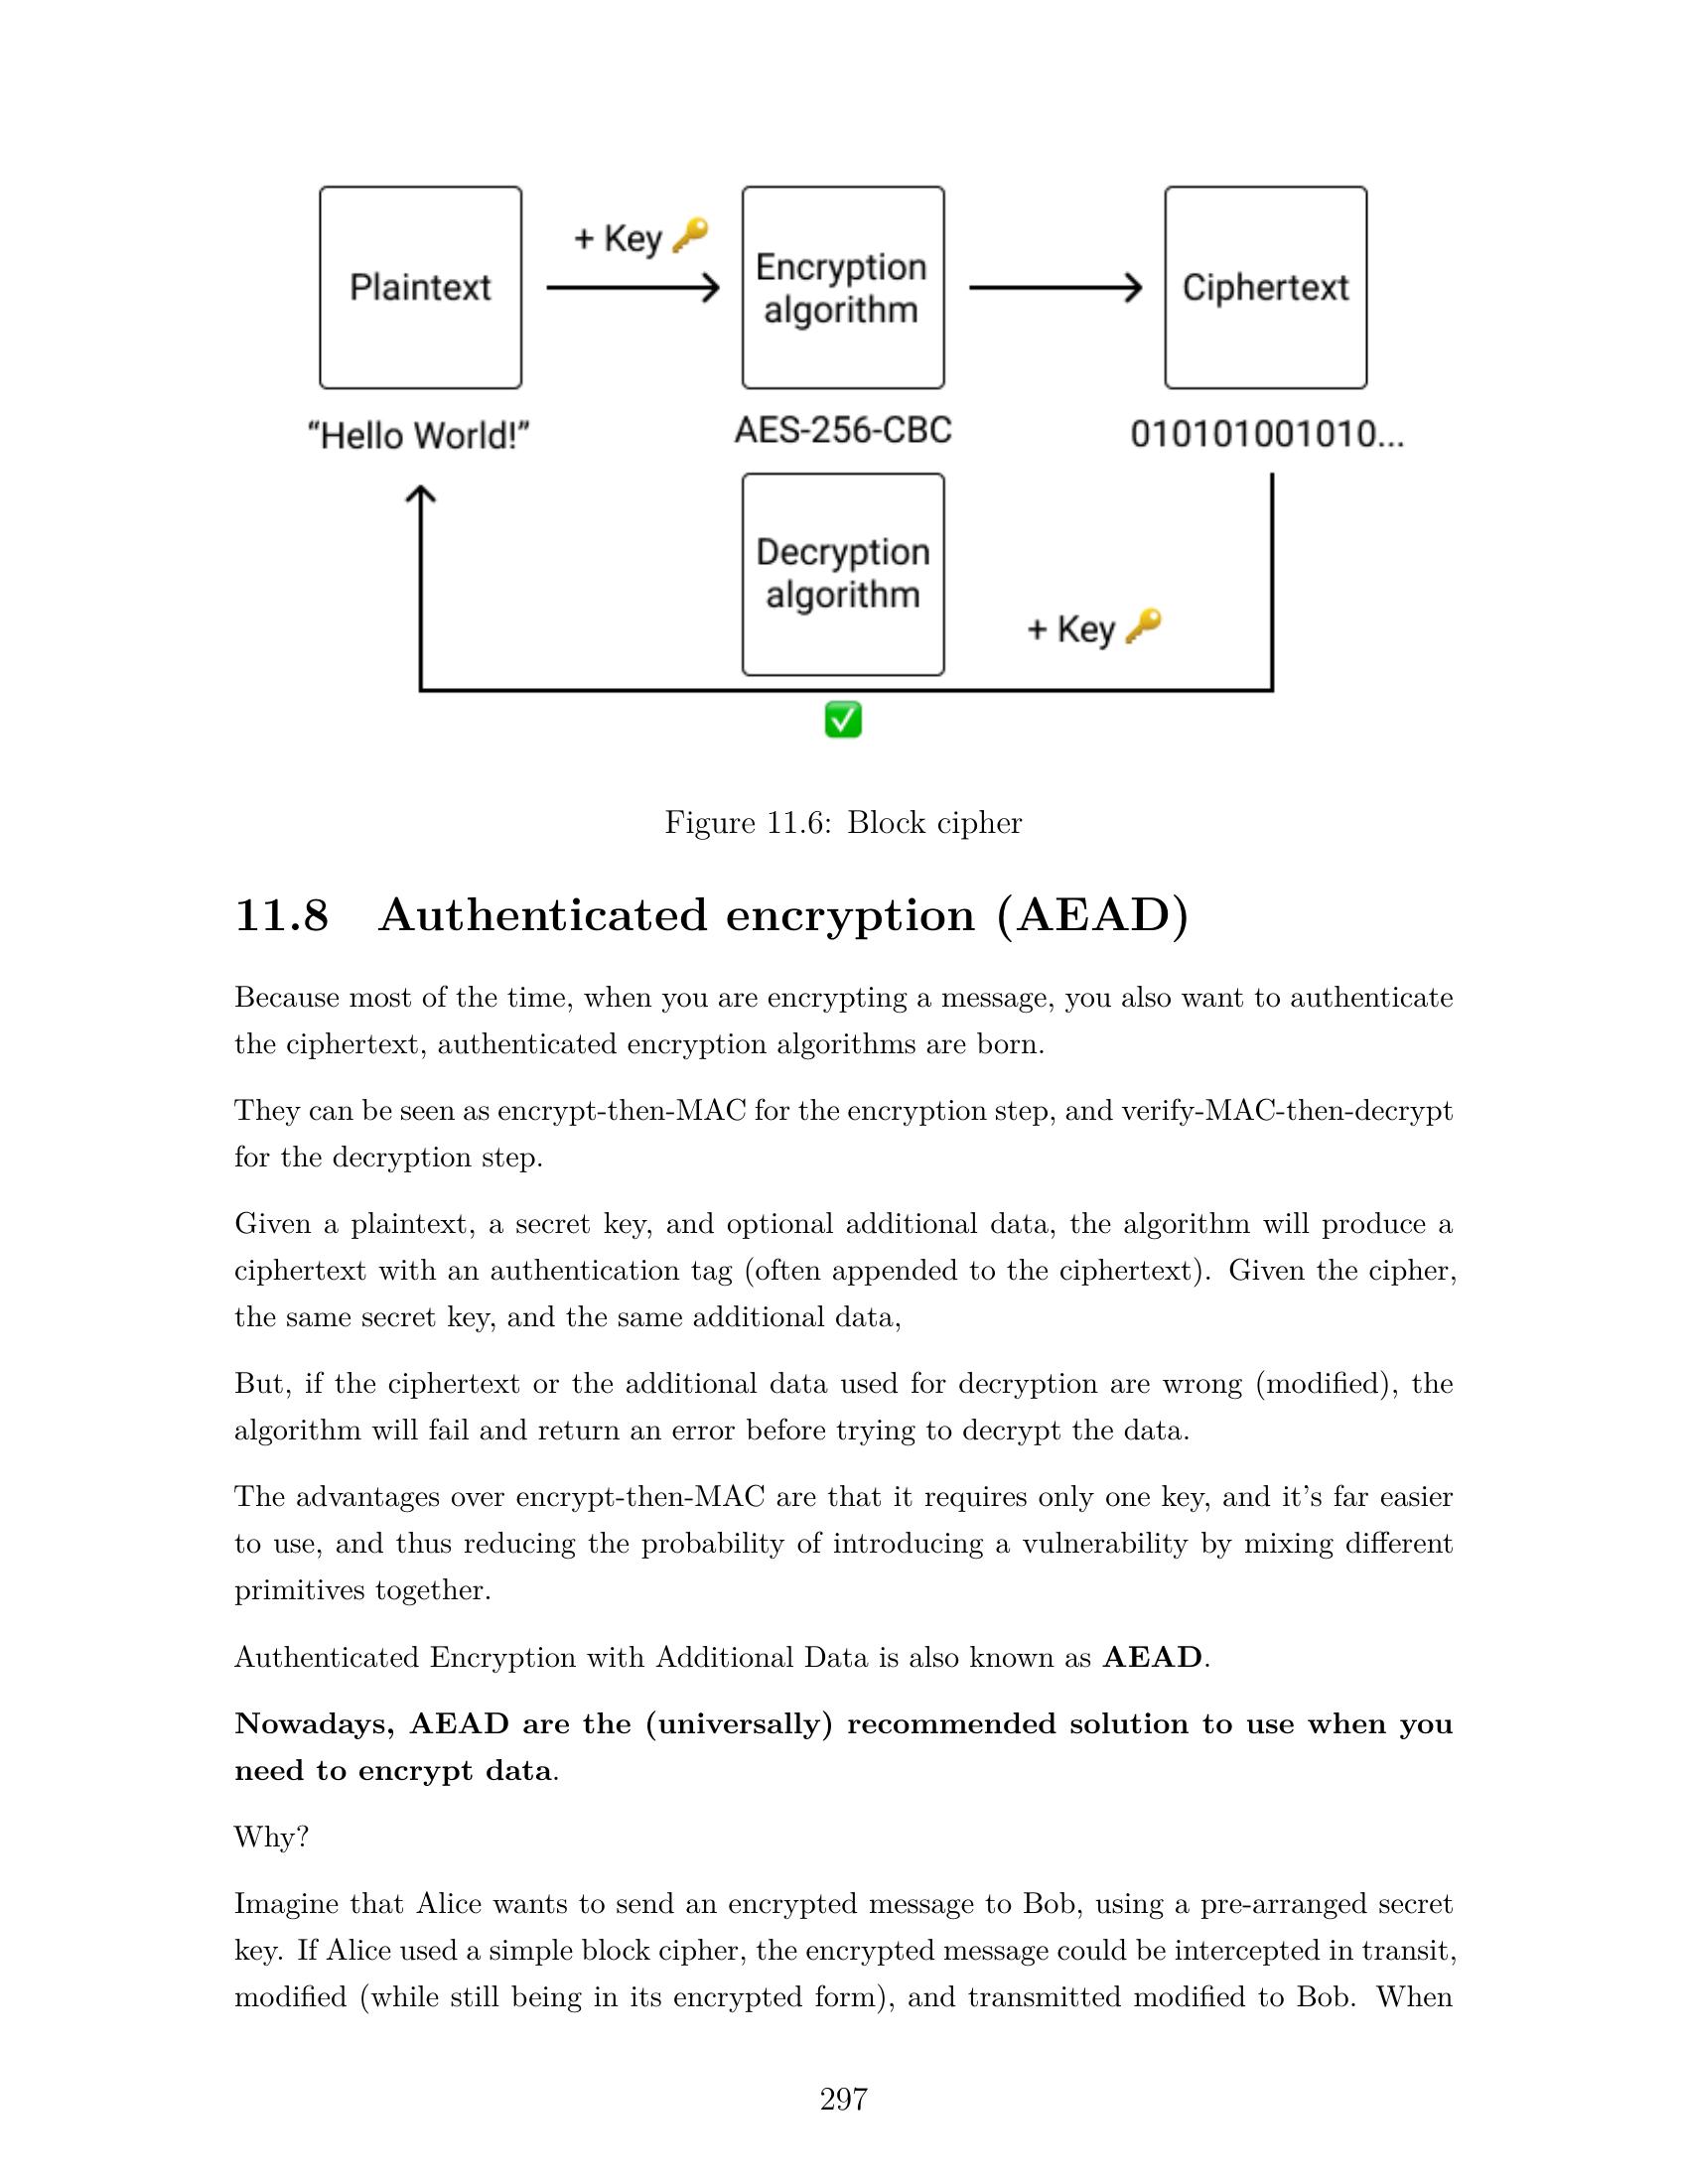 Plaintext
+ Key 🔑
Encryption
algorithm
Ciphertext
“Hello World!”
AES-256-CBC
010101001010...
Decryption
algorithm
+ Key 🔑
✅
Figure 11.6: Block cipher
11.8 Authenticated encryption (AEAD)
Because most of the time, when you are encrypting a message, you also want to authenticate
the ciphertext, authenticated encryption algorithms are born.
They can be seen as encrypt-then-MAC for the encryption step, and verify-MAC-then-decrypt
for the decryption step.
Given a plaintext, a secret key, and optional additional data, the algorithm will produce a
ciphertext with an authentication tag (often appended to the ciphertext). Given the cipher,
the same secret key, and the same additional data,
But, if the ciphertext or the additional data used for decryption are wrong (modified), the
algorithm will fail and return an error before trying to decrypt the data.
The advantages over encrypt-then-MAC are that it requires only one key, and it’s far easier
to use, and thus reducing the probability of introducing a vulnerability by mixing different
primitives together.
Authenticated Encryption with Additional Data is also known as AEAD.
Nowadays, AEAD are the (universally) recommended solution to use when you
need to encrypt data.
Why?
Imagine that Alice wants to send an encrypted message to Bob, using a pre-arranged secret
key. If Alice used a simple block cipher, the encrypted message could be intercepted in transit,
modified (while still being in its encrypted form), and transmitted modified to Bob. When
297